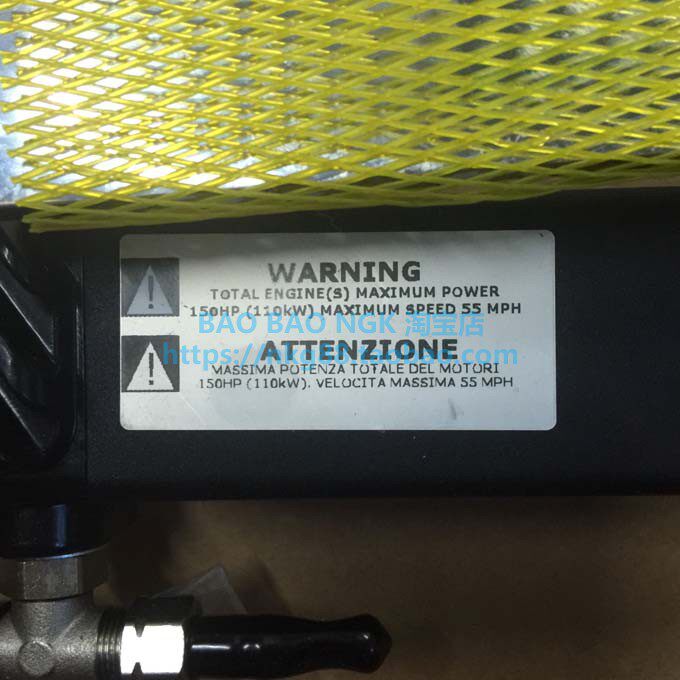 WARNING
TOTAL ENGINE(S) MAXIMUM POWER
150HP (110kW) MAXIMUM SPEED 55 MPH
BAO BAO NGK 淘宝店
ATTENZIONE
MASSIMA POTENZA TOTALE DEL MOTORI
150HP (110kW). VELOCITA MASSIMA 55 MPH